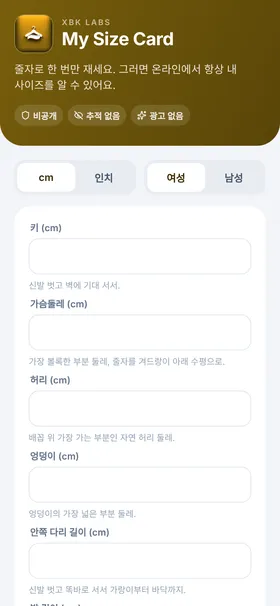 XBK LABS
My Size Card
줄자로 한 번만 재세요. 그러면 온라인에서 항상 내
사이즈를 알 수 있어요.
비공개 추적 없음 광고 없음
cm 인치 여성 남성
키 (cm)
신발 벗고 벽에 기대 서서.
가슴둘레 (cm)
가장 볼록한 부분 둘레, 줄자를 겨드랑이 아래 수평으로.
허리 (cm)
배꼽 위 가장 가는 부분인 자연 허리 둘레.
엉덩이 (cm)
엉덩이의 가장 넓은 부분 둘레.
안쪽 다리 길이 (cm)
신발 벗고 똑바로 서서 가랑이부터 바닥까지.